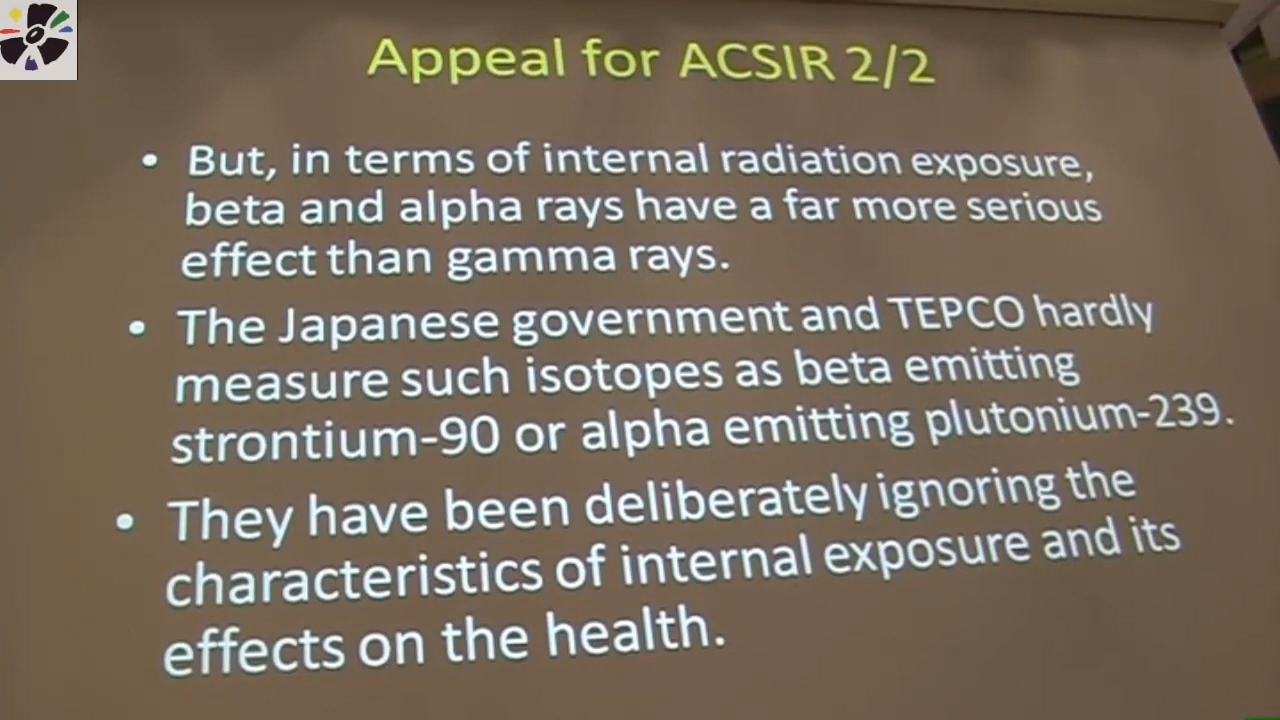 Appeal for ACSIR 2/2
• But, in terms of internal radiation exposure,
beta and alpha rays have a far more serious
effect than gamma rays.
• The Japanese government and TEPCO hardly
measure such isotopes as beta emitting
strontium-90 or alpha emitting plutonium-239.
• They have been deliberately ignoring the
characteristics of internal exposure and its
effects on the health.